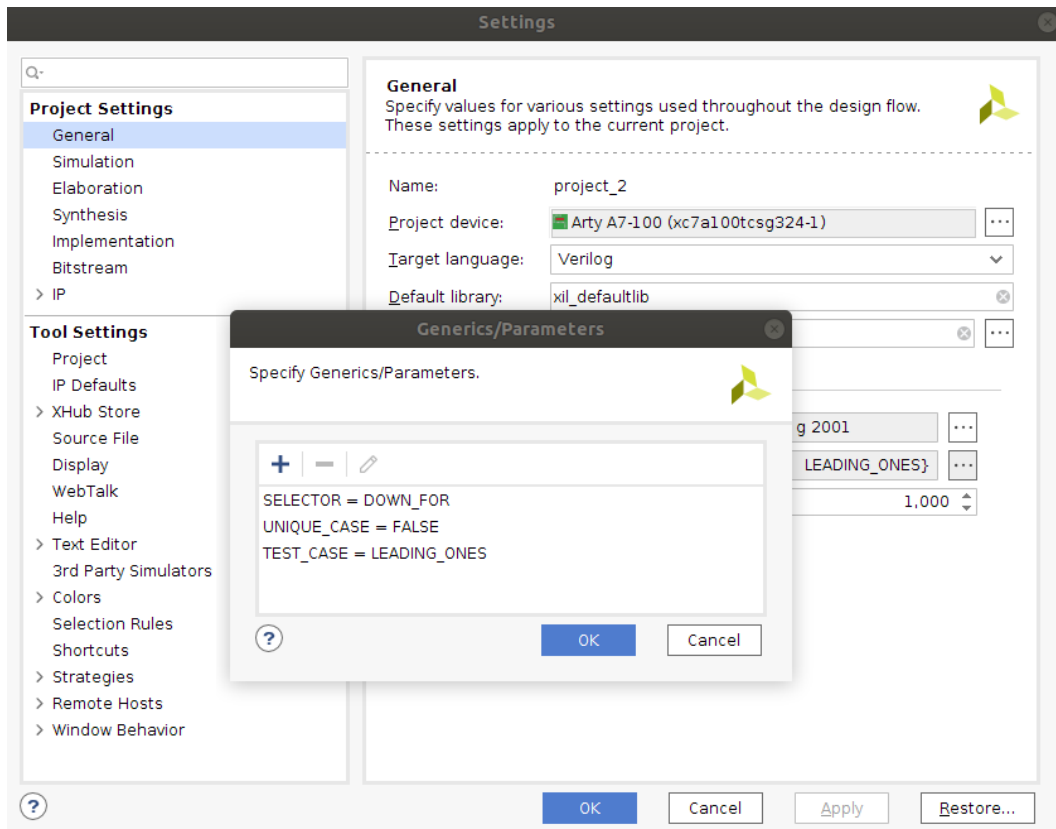 Settings
Q-
Project Settings
General
Simulation
Elaboration
Synthesis
Implementation
Bitstream
> IP
Tool Settings
Project
IP Defaults
> XHub Store
Source File
Display
WebTalk
Help
> Text Editor
3rd Party Simulators
> Colors
Selection Rules
Shortcuts
> Strategies
> Remote Hosts
> Window Behavior
General
Specify values for various settings used throughout the design flow.
These settings apply to the current project.
Name: project_2
Project device: Arty A7-100 (xc7a100tcsg324-1)
...
Target language: Verilog
Default library: xil_defaultlib
...
g 2001
...
LEADING_ONES}
...
1,000
Generics/Parameters
Specify Generics/Parameters.
SELECTOR = DOWN_FOR
UNIQUE_CASE = FALSE
TEST_CASE = LEADING_ONES
?
OK
Cancel
?
OK
Cancel
Apply
Restore...